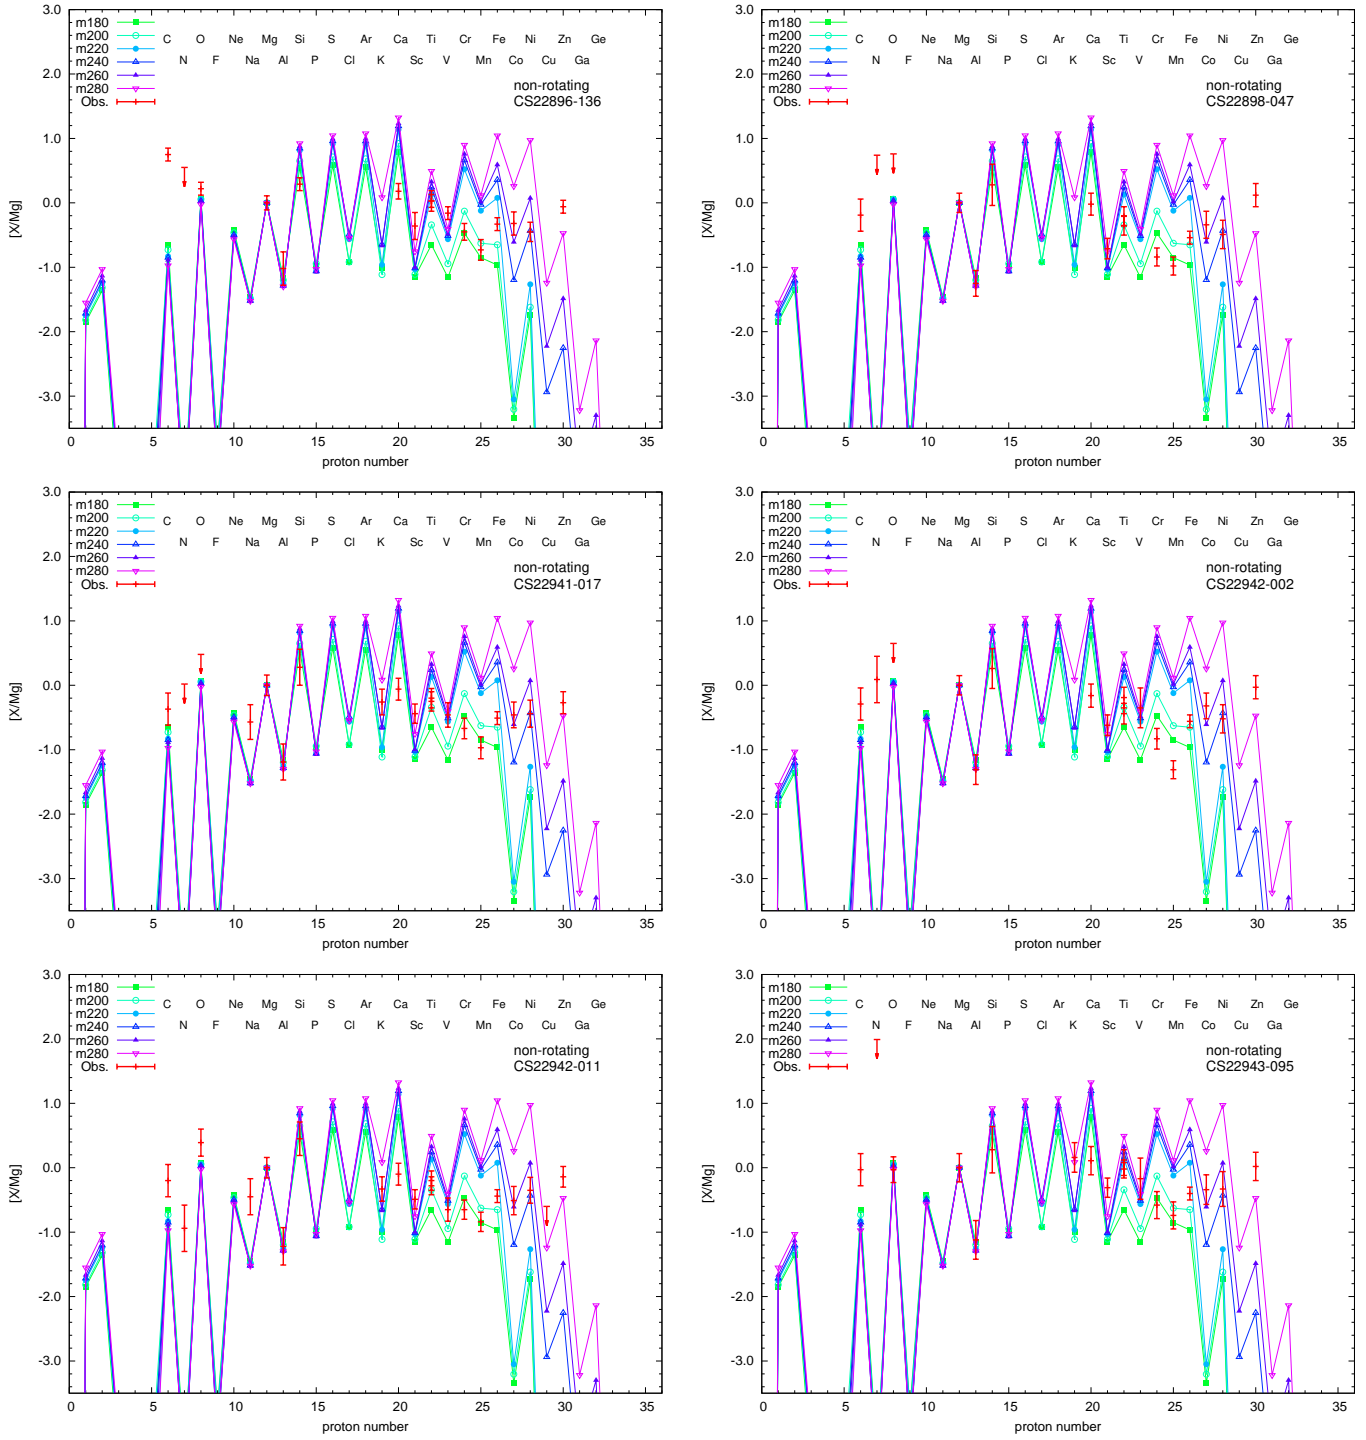 3.0
2.0
1.0
0.0
-1.0
-2.0
-3.0
[X/Mg]
m180
m200
m220
m240
m260
m280
Obs.
C O Ne Mg Si S Ar Ca Ti Cr Fe Ni Zn Ge
N F Na Al P Cl K Sc V Mn Co Cu Ga
non-rotating
CS22896-136
0 5 10 15 20 25 30 35
proton number
3.0
2.0
1.0
0.0
-1.0
-2.0
-3.0
[X/Mg]
m180
m200
m220
m240
m260
m280
Obs.
C O Ne Mg Si S Ar Ca Ti Cr Fe Ni Zn Ge
N F Na Al P Cl K Sc V Mn Co Cu Ga
non-rotating
CS22898-047
0 5 10 15 20 25 30 35
proton number
3.0
2.0
1.0
0.0
-1.0
-2.0
-3.0
[X/Mg]
m180
m200
m220
m240
m260
m280
Obs.
C O Ne Mg Si S Ar Ca Ti Cr Fe Ni Zn Ge
N F Na Al P Cl K Sc V Mn Co Cu Ga
non-rotating
CS22941-017
0 5 10 15 20 25 30 35
proton number
3.0
2.0
1.0
0.0
-1.0
-2.0
-3.0
[X/Mg]
m180
m200
m220
m240
m260
m280
Obs.
C O Ne Mg Si S Ar Ca Ti Cr Fe Ni Zn Ge
N F Na Al P Cl K Sc V Mn Co Cu Ga
non-rotating
CS22942-002
0 5 10 15 20 25 30 35
proton number
3.0
2.0
1.0
0.0
-1.0
-2.0
-3.0
[X/Mg]
m180
m200
m220
m240
m260
m280
Obs.
C O Ne Mg Si S Ar Ca Ti Cr Fe Ni Zn Ge
N F Na Al P Cl K Sc V Mn Co Cu Ga
non-rotating
CS22942-011
0 5 10 15 20 25 30 35
proton number
3.0
2.0
1.0
0.0
-1.0
-2.0
-3.0
[X/Mg]
m180
m200
m220
m240
m260
m280
Obs.
C O Ne Mg Si S Ar Ca Ti Cr Fe Ni Zn Ge
N F Na Al P Cl K Sc V Mn Co Cu Ga
non-rotating
CS22943-095
0 5 10 15 20 25 30 35
proton number